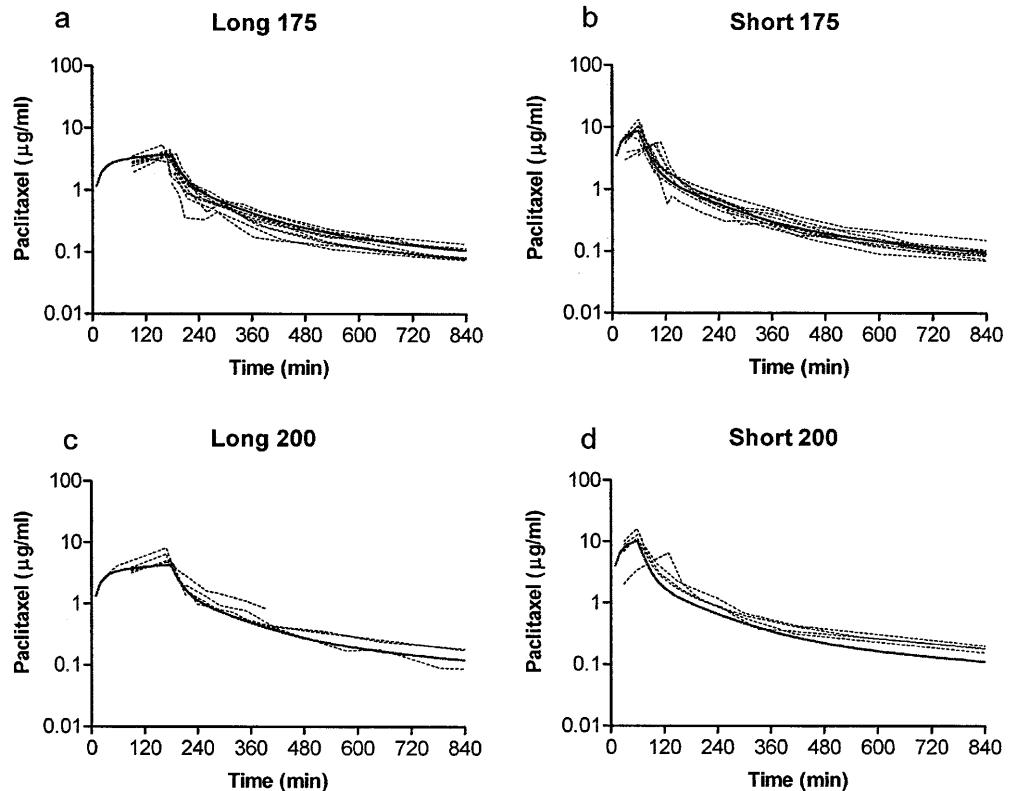 a
Long 175
100
10
1
0.1
0.01
Paclitaxel (μg/ml)
0 120 240 360 480 600 720 840
Time (min)
b
Short 175
100
10
1
0.1
0.01
Paclitaxel (μg/ml)
0 120 240 360 480 600 720 840
Time (min)
c
Long 200
100
10
1
0.1
0.01
Paclitaxel (μg/ml)
0 120 240 360 480 600 720 840
Time (min)
d
Short 200
100
10
1
0.1
0.01
Paclitaxel (μg/ml)
0 120 240 360 480 600 720 840
Time (min)